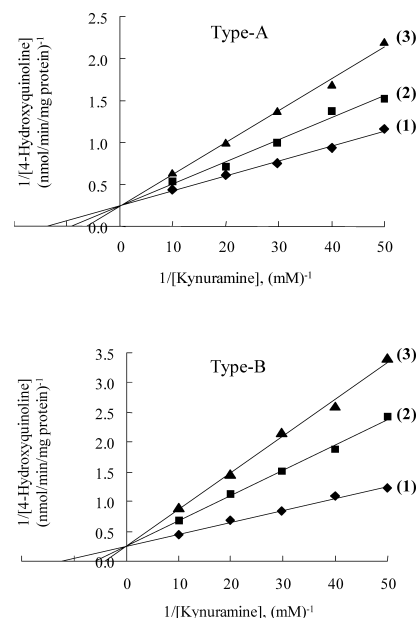 Type-A
1/[4-Hydroxyquinoline]
(nmol/min/mg protein)-1
2.5
2.0
1.5
1.0
0.5
0.0
(3)
(2)
(1)
0 10 20 30 40 50
1/[Kynuramine], (mM)-1
Type-B
1/[4-Hydroxyquinoline]
(nmol/min/mg protein)-1
3.5
3.0
2.5
2.0
1.5
1.0
0.5
0.0
(3)
(2)
(1)
0 10 20 30 40 50
1/[Kynuramine], (mM)-1